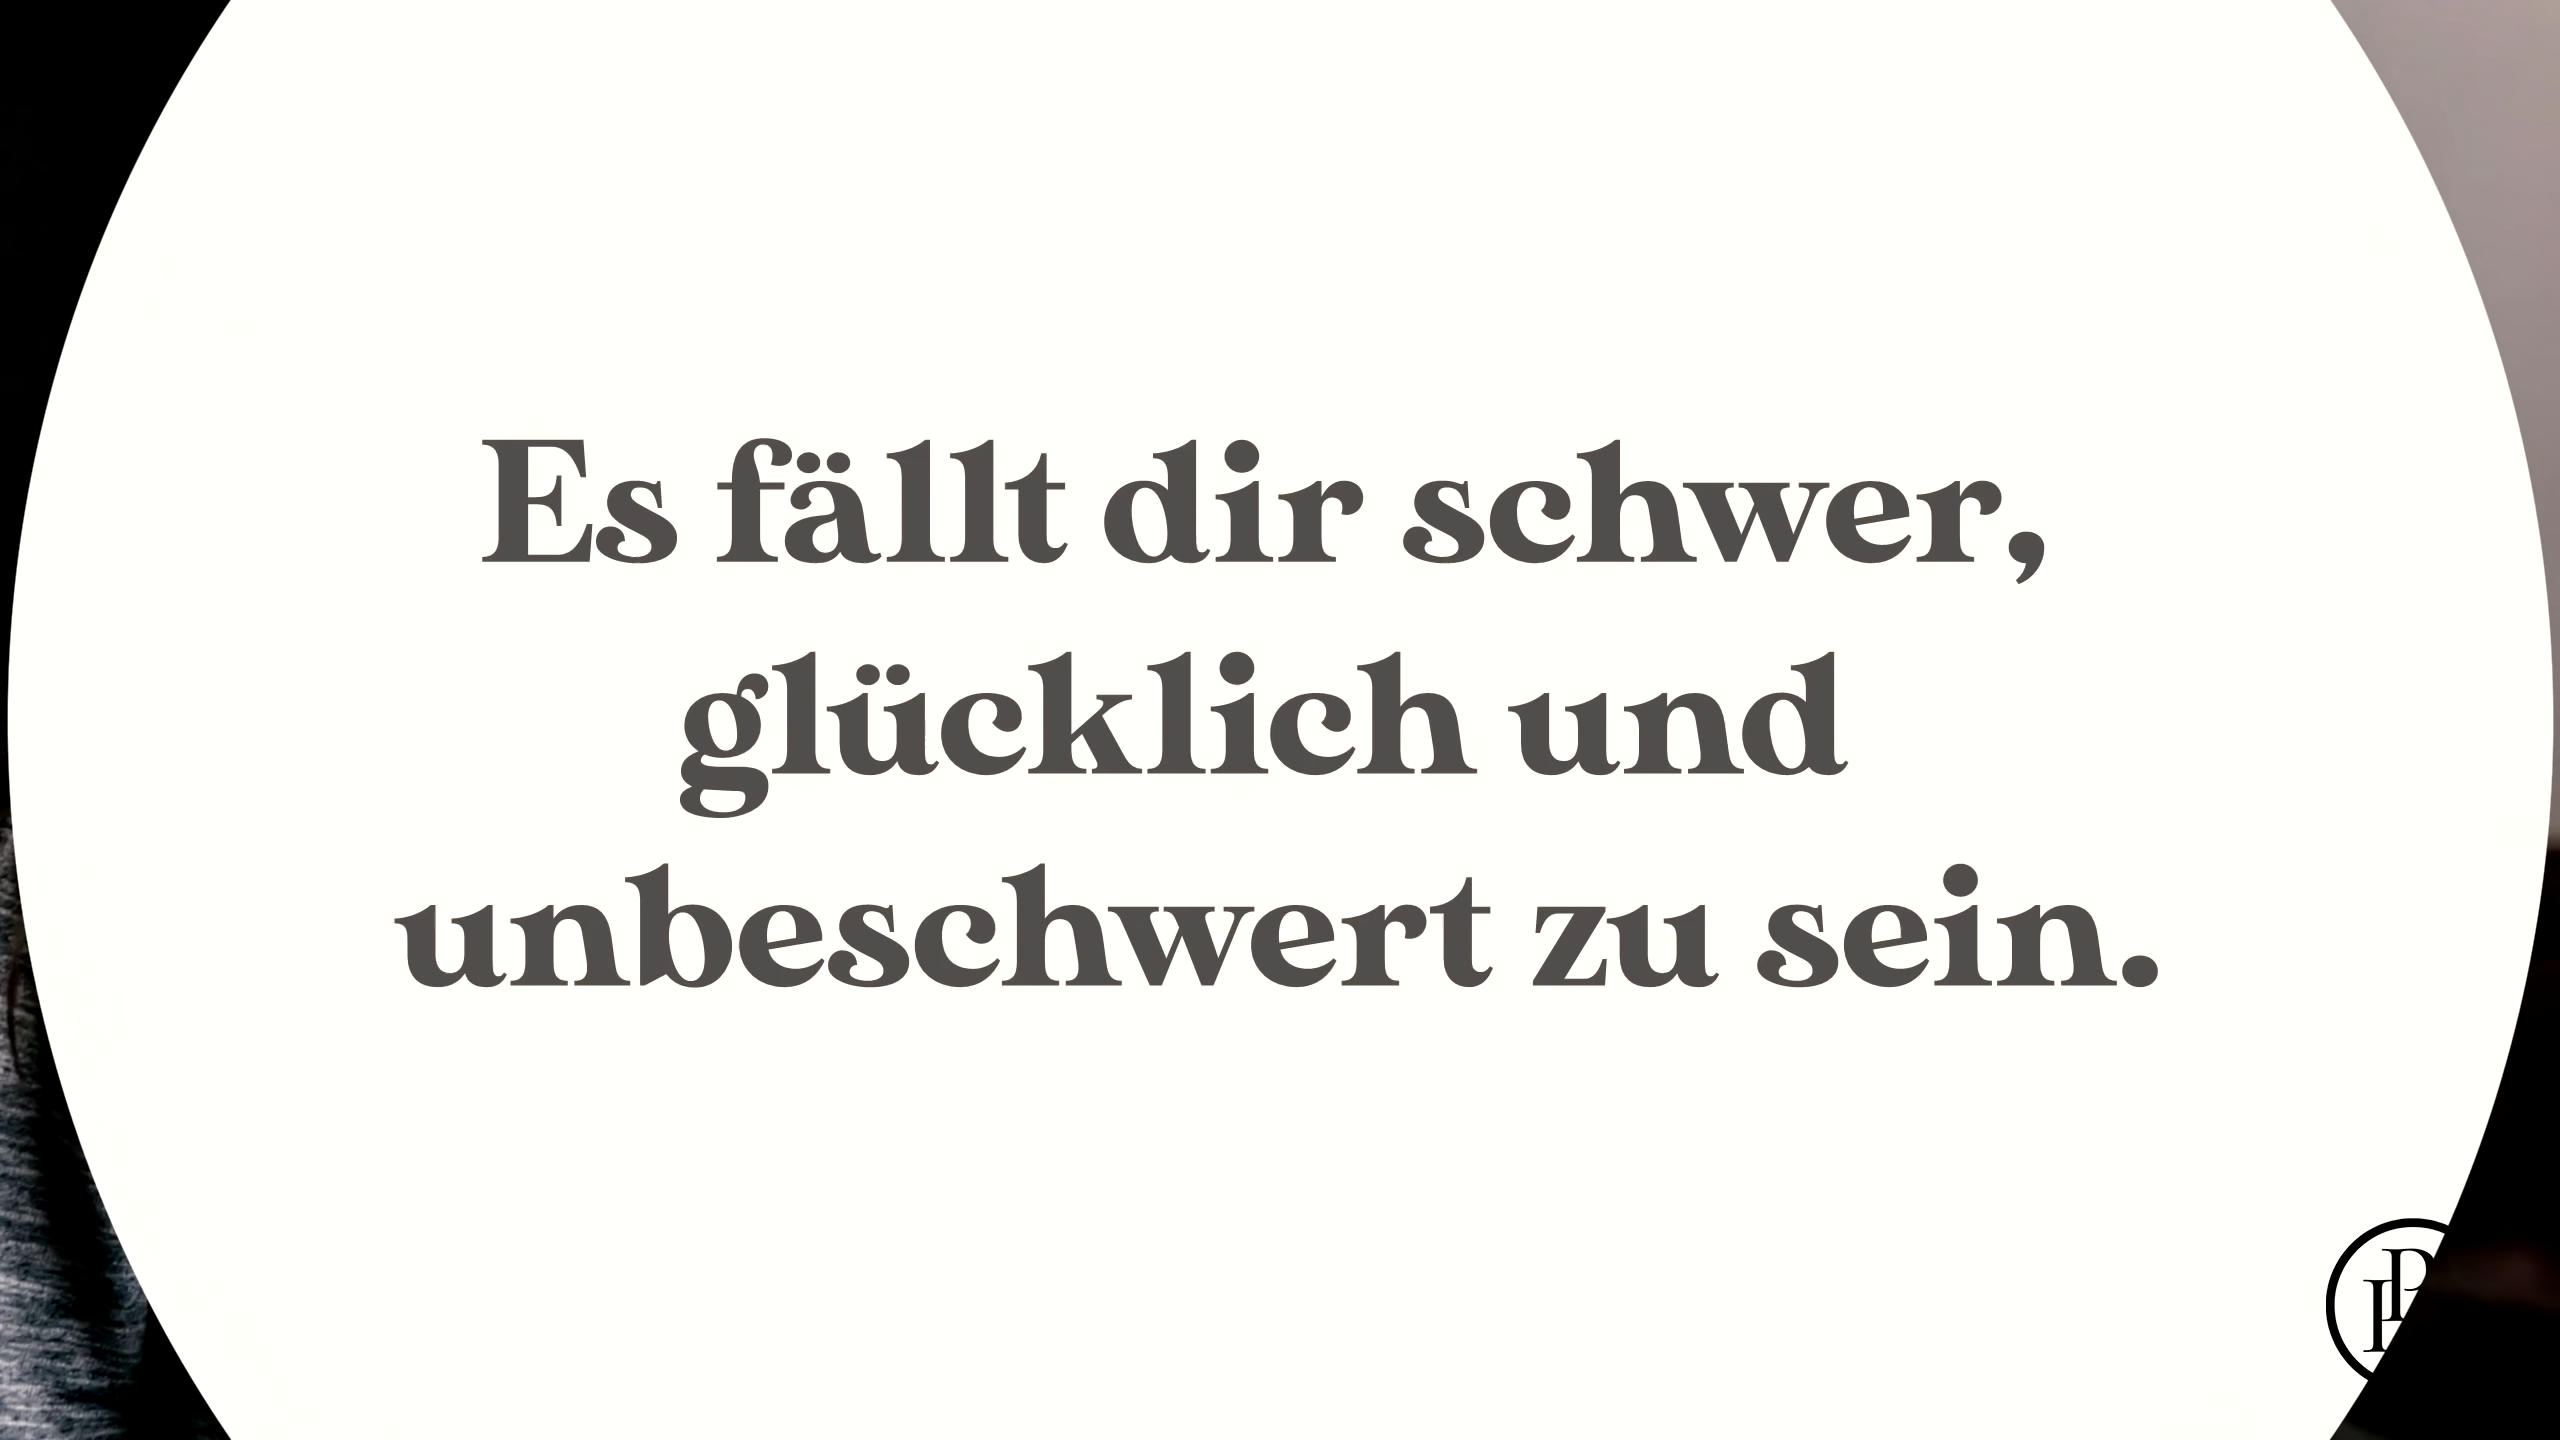 Es fällt dir schwer,
glücklich und
unbeschwert zu sein.